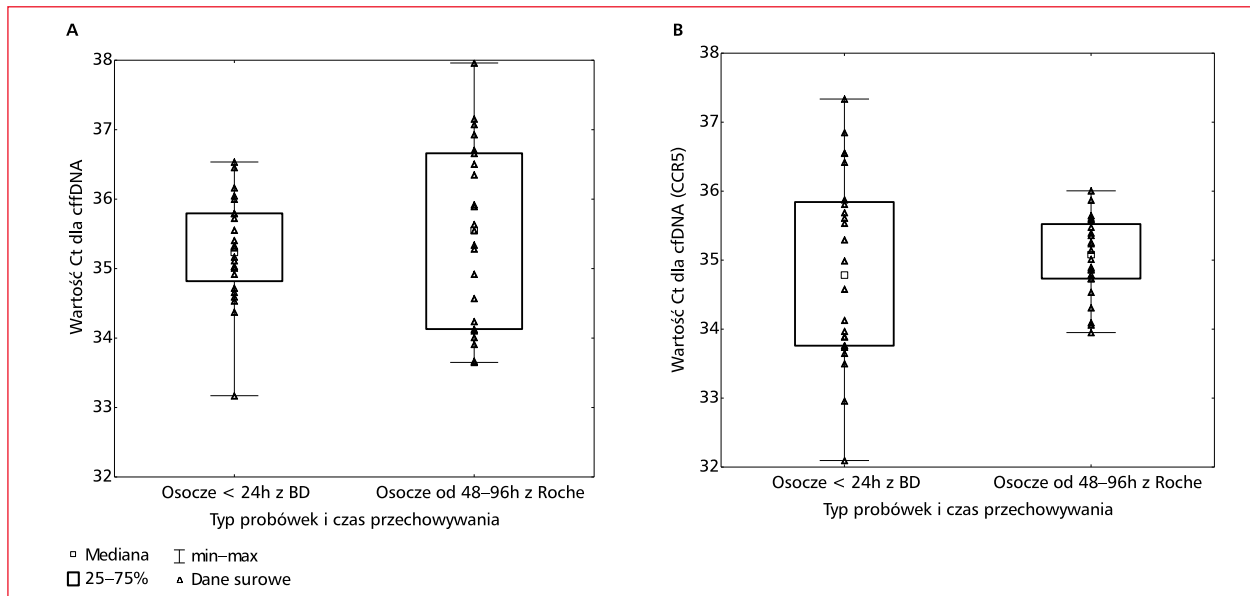 A
38
37
36
35
34
33
32
Wartość Ct dla cffDNA
Osocze < 24h z BD
Osocze od 48–96h z Roche
Typ probówek i czas przechowywania
Mediana
min–max
25–75%
Dane surowe
B
38
37
36
35
34
33
32
Wartość Ct dla cfDNA (CCR5)
Osocze < 24h z BD
Osocze od 48–96h z Roche
Typ probówek i czas przechowywania